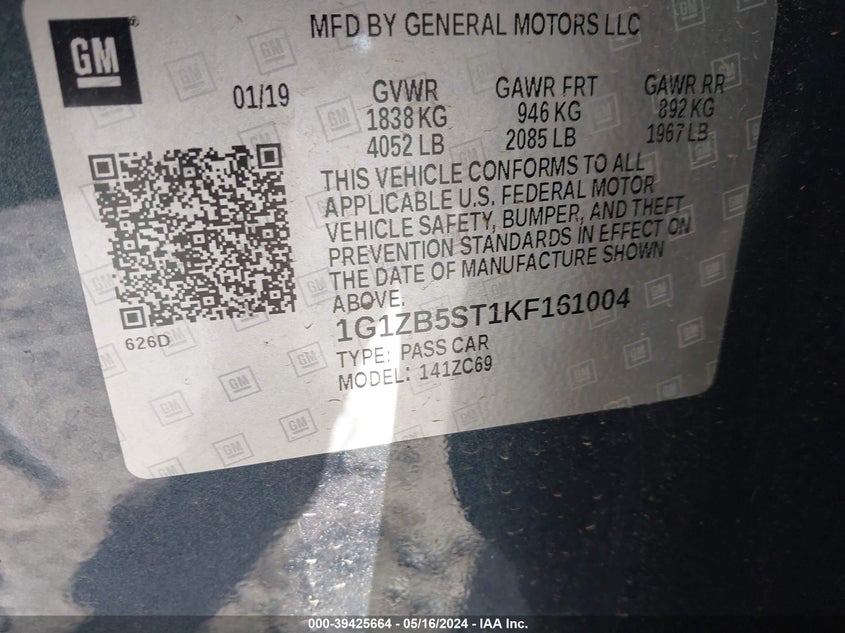 GM
MFD BY GENERAL MOTORS LLC
01/19
GVWR
1838 KG
4052 LB
GAWR FRT
946 KG
2085 LB
GAWR RR
892 KG
1967 LB
THIS VEHICLE CONFORMS TO ALL
APPLICABLE U.S. FEDERAL MOTOR
VEHICLE SAFETY, BUMPER, AND THEFT
PREVENTION STANDARDS IN EFFECT ON
THE DATE OF MANUFACTURE SHOWN
ABOVE.
626D
1G1ZB5ST1KF161004
TYPE: PASS CAR
MODEL: 141ZC69
000-39425664 - 05/16/2024 - IAA Inc.